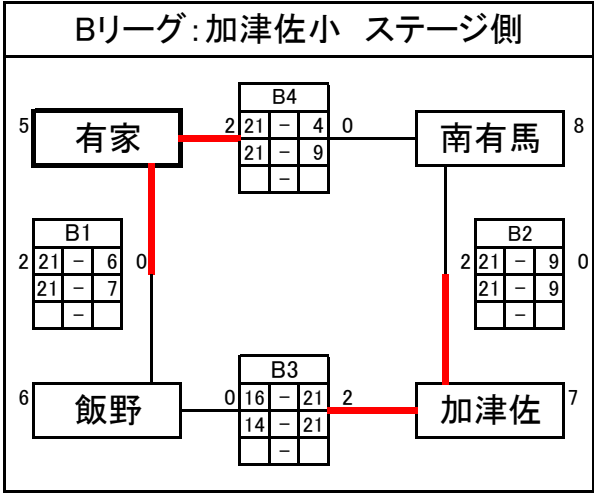 Bリーグ:加津佐小 ステージ側
B4
5 有家 2 21 - 4 0 南有馬 8
21 - 9
-
B1 B2
2 21 - 6 0 2 21 - 9 0
21 - 7 21 - 9
- -
B3
6 飯野 0 16 - 21 2 加津佐 7
14 - 21
-